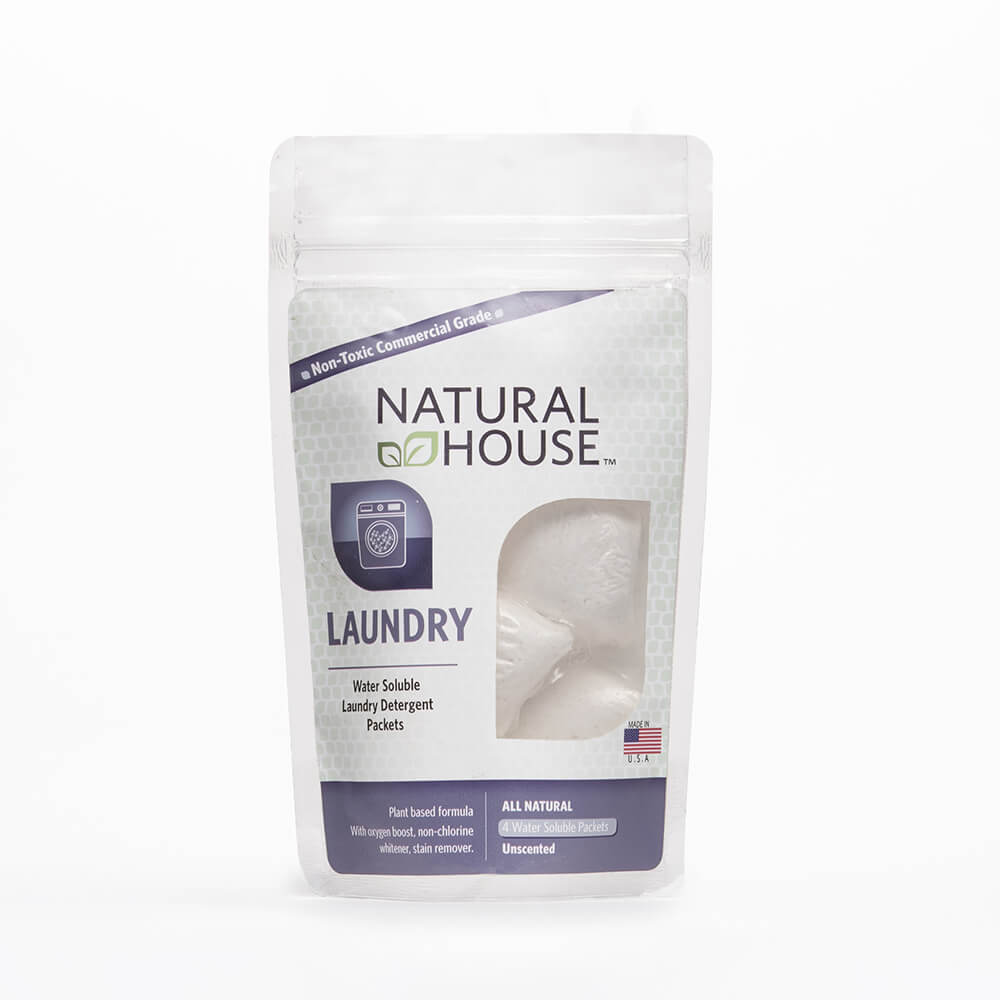 Non-Toxic Commercial Grade
NATURAL
HOUSE™
LAUNDRY
Water Soluble
Laundry Detergent
Packets
MADE IN
U.S.A
Plant based formula
With oxygen boost, non-chlorine
whitener, stain remover.
ALL NATURAL
4 Water Soluble Packets
Unscented